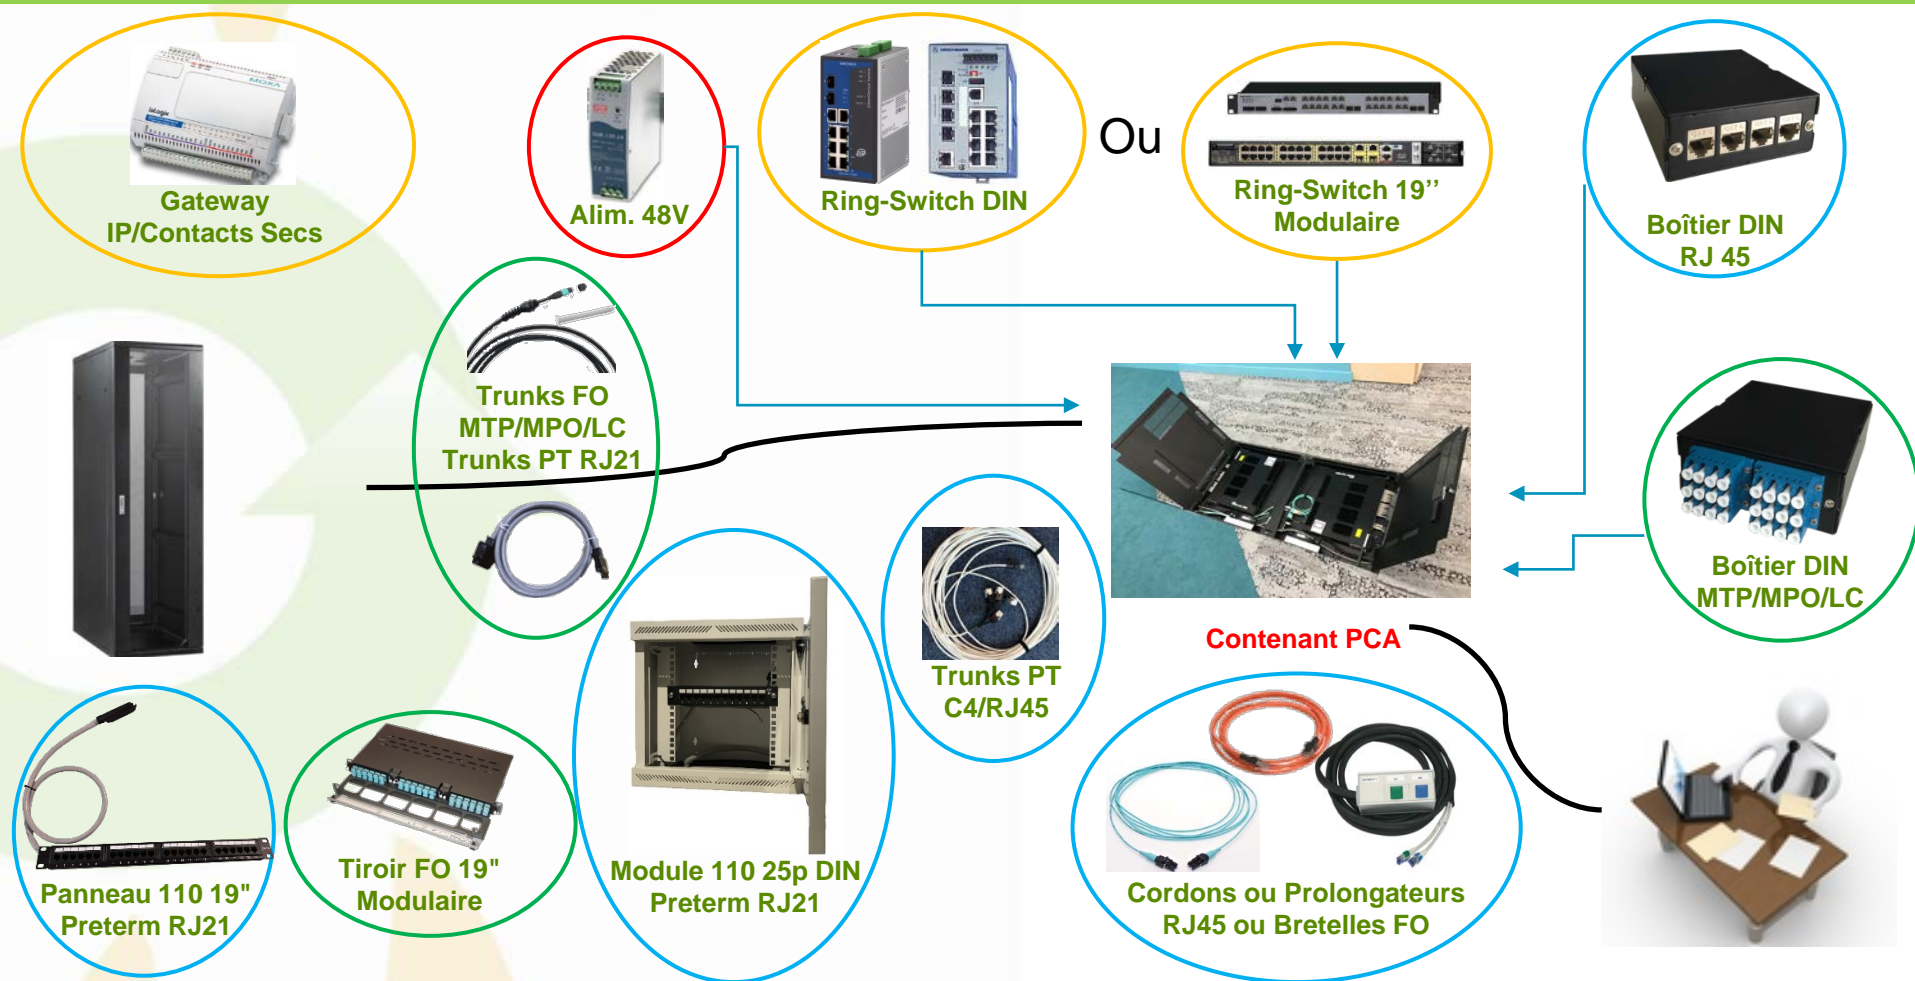 MOXA
ioLogik
Gateway
IP/Contacts Secs
Alim. 48V
Ring-Switch DIN
Ou
Ring-Switch 19’’
Modulaire
Boîtier DIN
RJ 45
Trunks FO
MTP/MPO/LC
Trunks PT RJ21
Boîtier DIN
MTP/MPO/LC
Contenant PCA
Trunks PT
C4/RJ45
Panneau 110 19"
Preterm RJ21
Tiroir FO 19"
Modulaire
Module 110 25p DIN
Preterm RJ21
Cordons ou Prolongateurs
RJ45 ou Bretelles FO